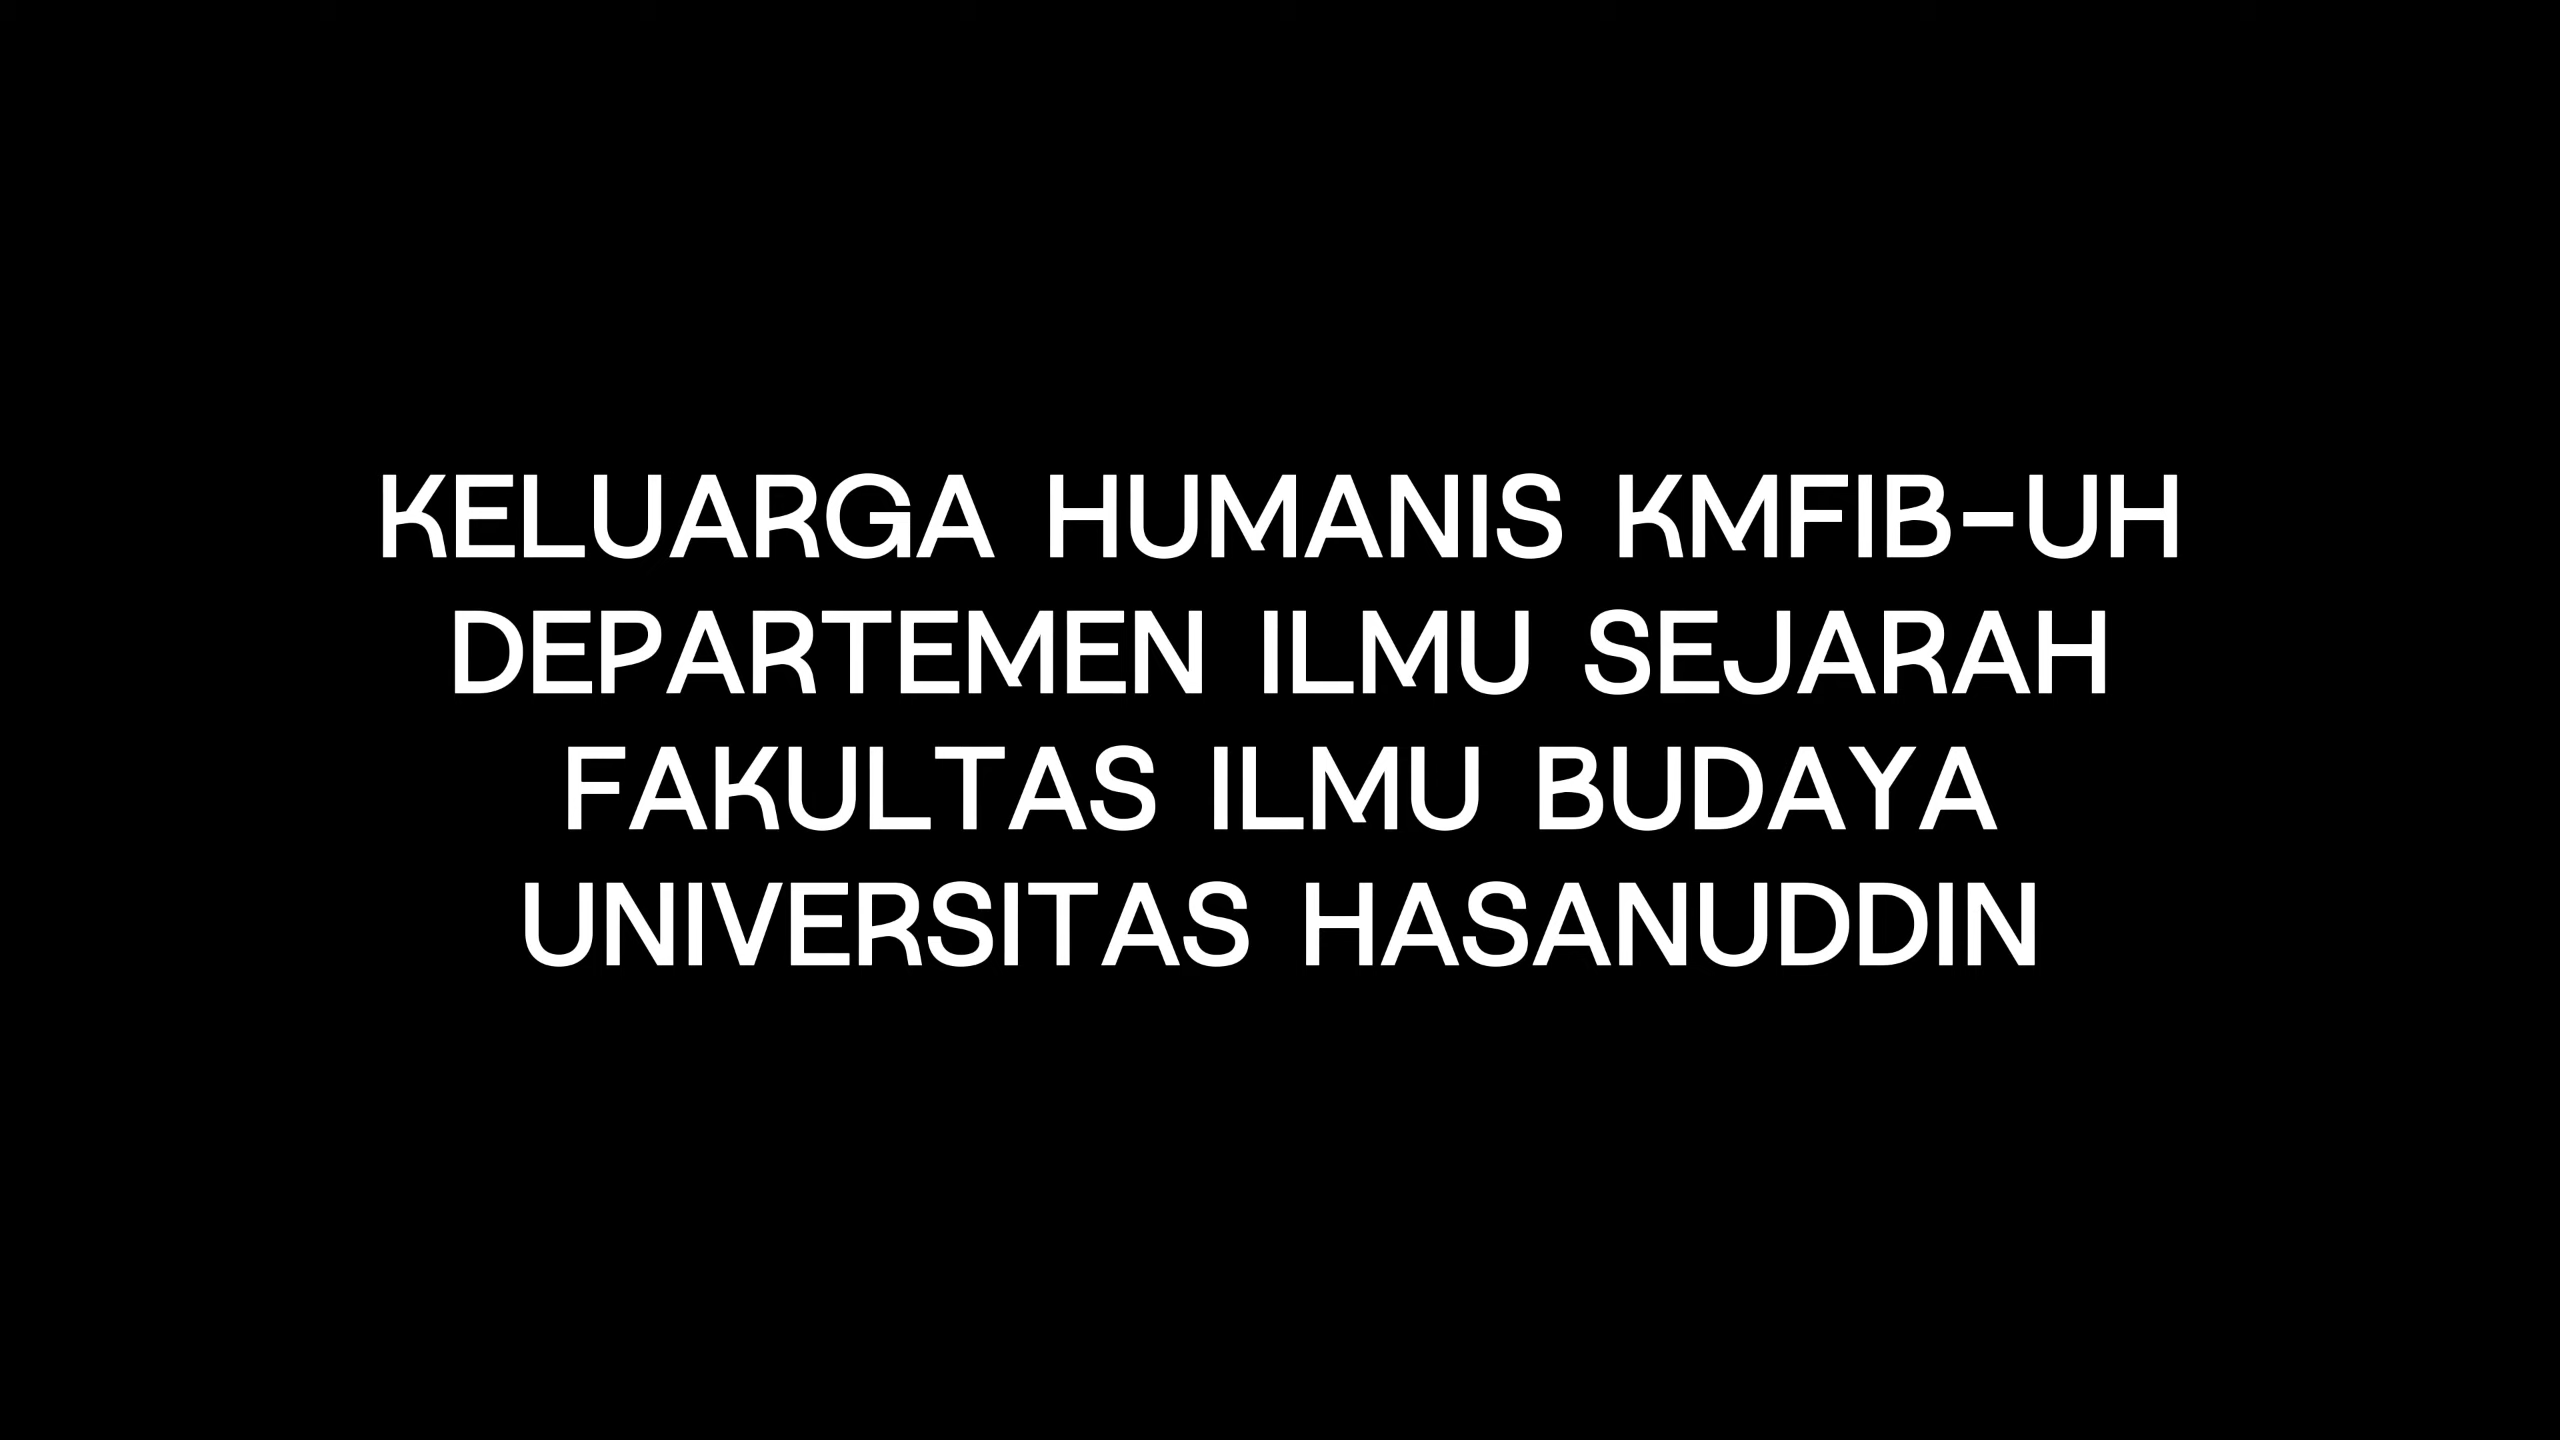 KELUARGA HUMANIS KMFIB-UH
DEPARTEMEN ILMU SEJARAH
FAKULTAS ILMU BUDAYA
UNIVERSITAS HASANUDDIN